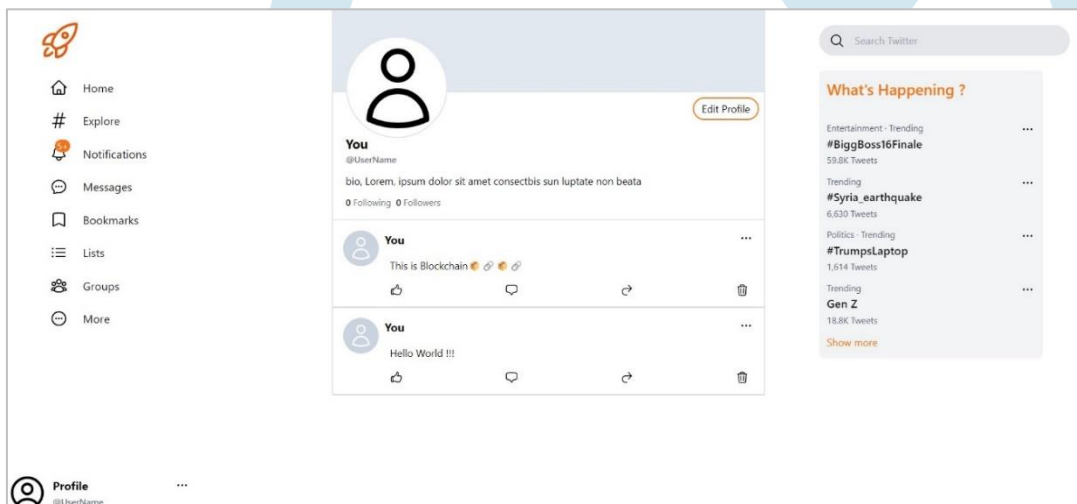 Home
Explore
5+
Notifications
Messages
Bookmarks
Lists
Groups
More
Profile
@UserName
Edit Profile
You
@UserName
bio, Lorem, ipsum dolor sit amet consectbis sun luptate non beata
0 Following 0 Followers
You
This is Blockchain
You
Hello World !!!
Search Twitter
What's Happening ?
Entertainment · Trending
#BiggBoss16Finale
59.8K Tweets
Trending
#Syria_earthquake
6,630 Tweets
Politics · Trending
#TrumpsLaptop
1,614 Tweets
Trending
Gen Z
18.8K Tweets
Show more